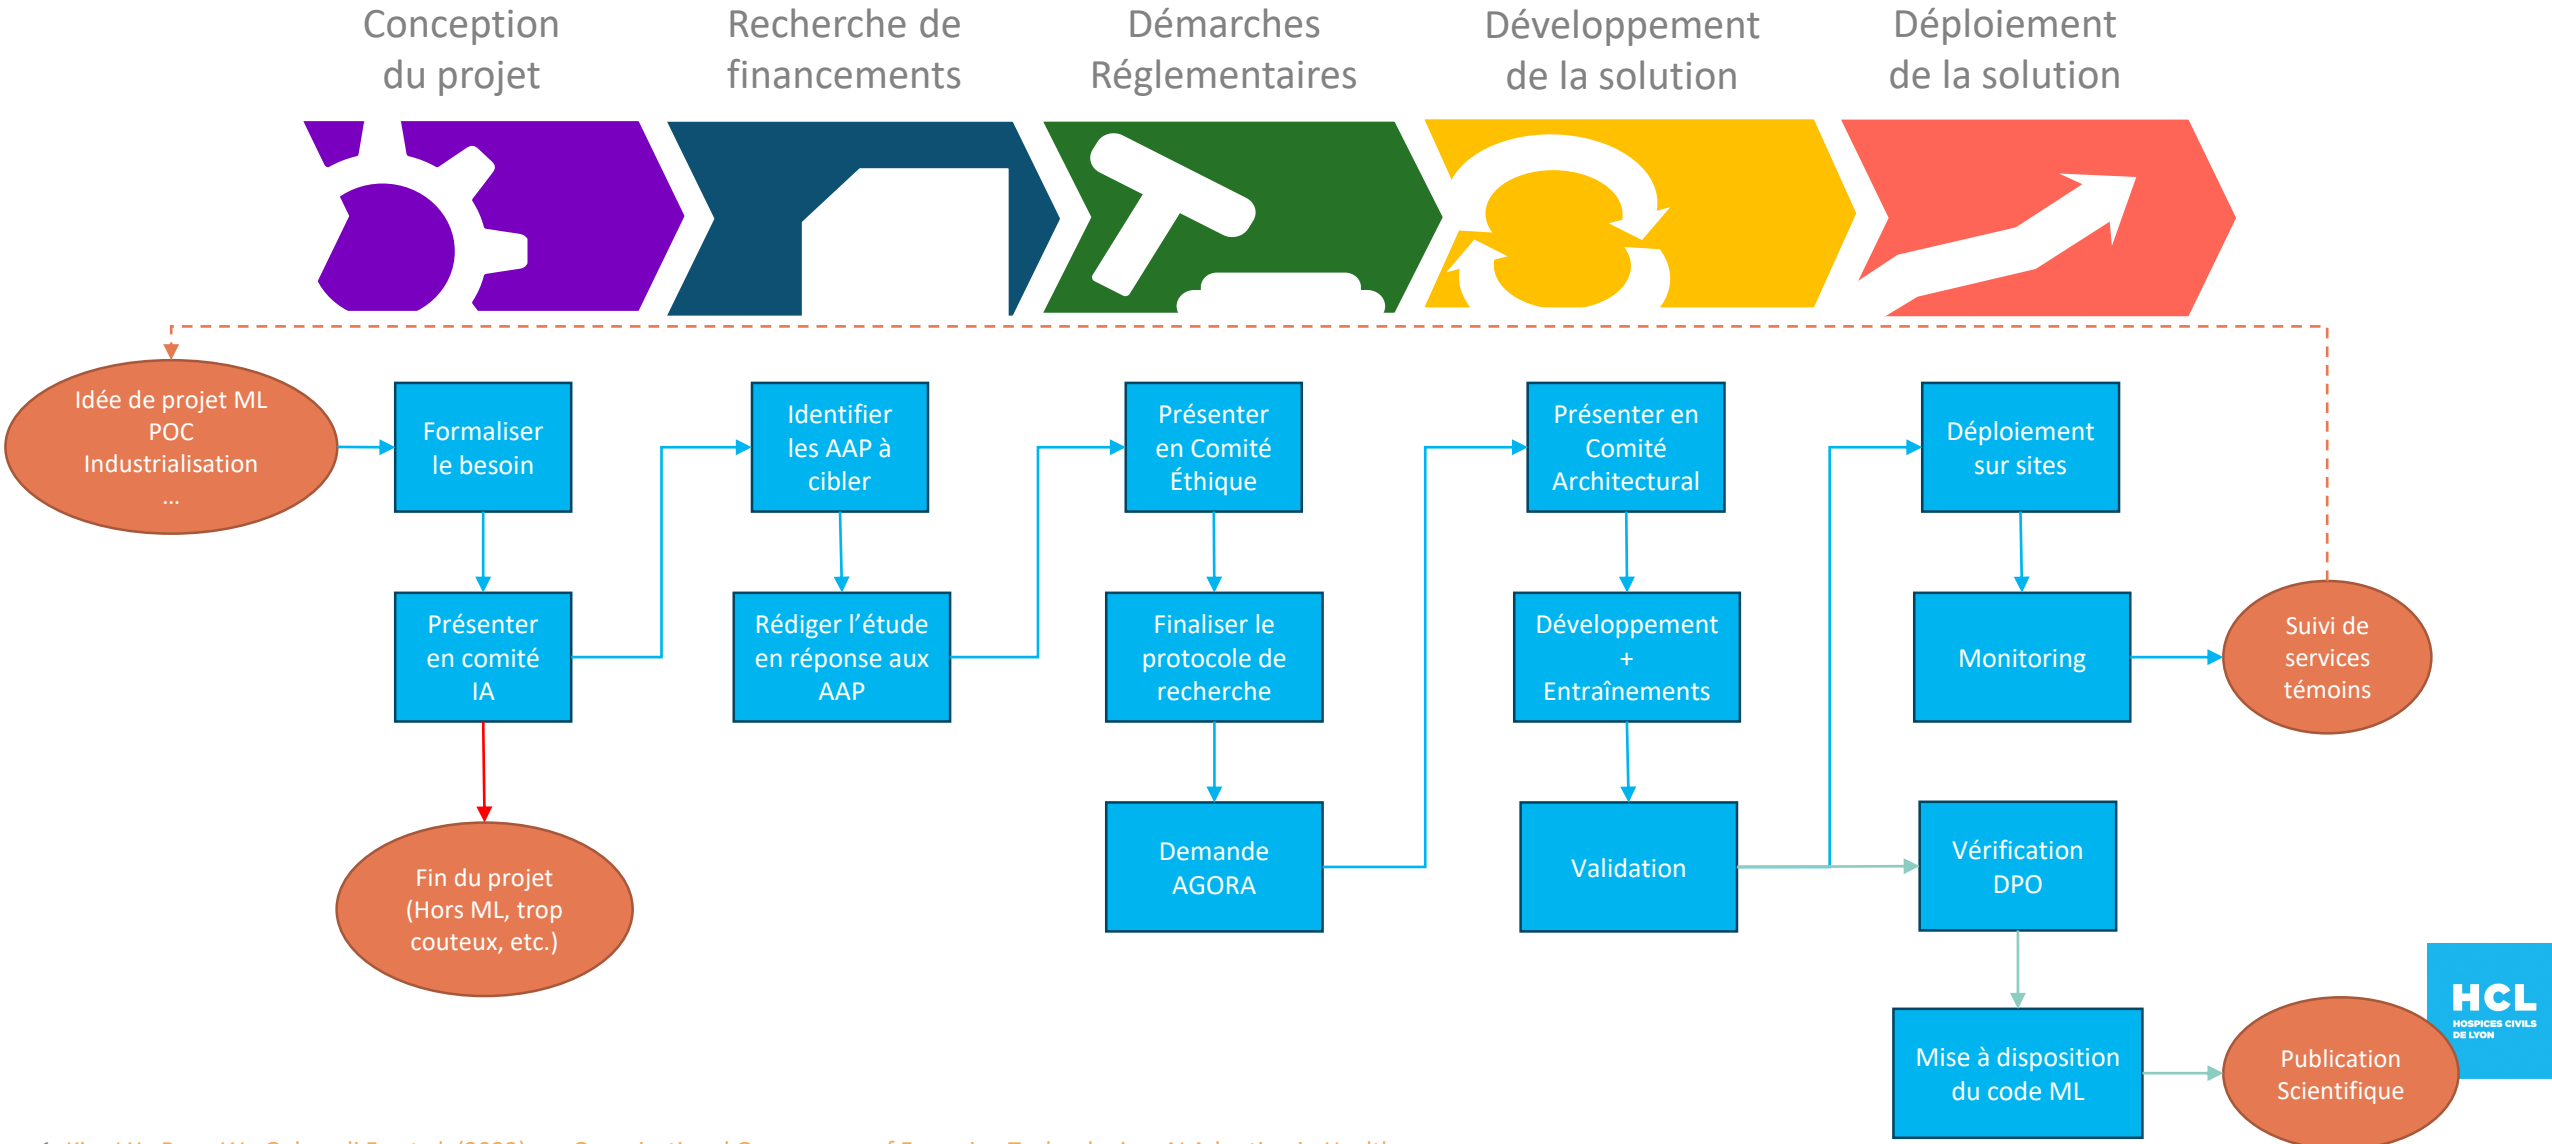 Conception
du projet
Recherche de
financements
Démarches
Réglementaires
Développement
de la solution
Déploiement
de la solution
Idée de projet ML
POC
Industrialisation
...
Formaliser
le besoin
Identifier
les AAP à
cibler
Présenter
en Comité
Éthique
Présenter en
Comité
Architectural
Déploiement
sur sites
Présenter
en comité
IA
Rédiger l’étude
en réponse aux
AAP
Finaliser le
protocole de
recherche
Développement
+
Entraînements
Monitoring
Suivi de
services
témoins
Fin du projet
(Hors ML, trop
couteux, etc.)
Demande
AGORA
Validation
Vérification
DPO
Mise à disposition
du code ML
Publication
Scientifique
HCL
HOSPICES CIVILS
DE LYON